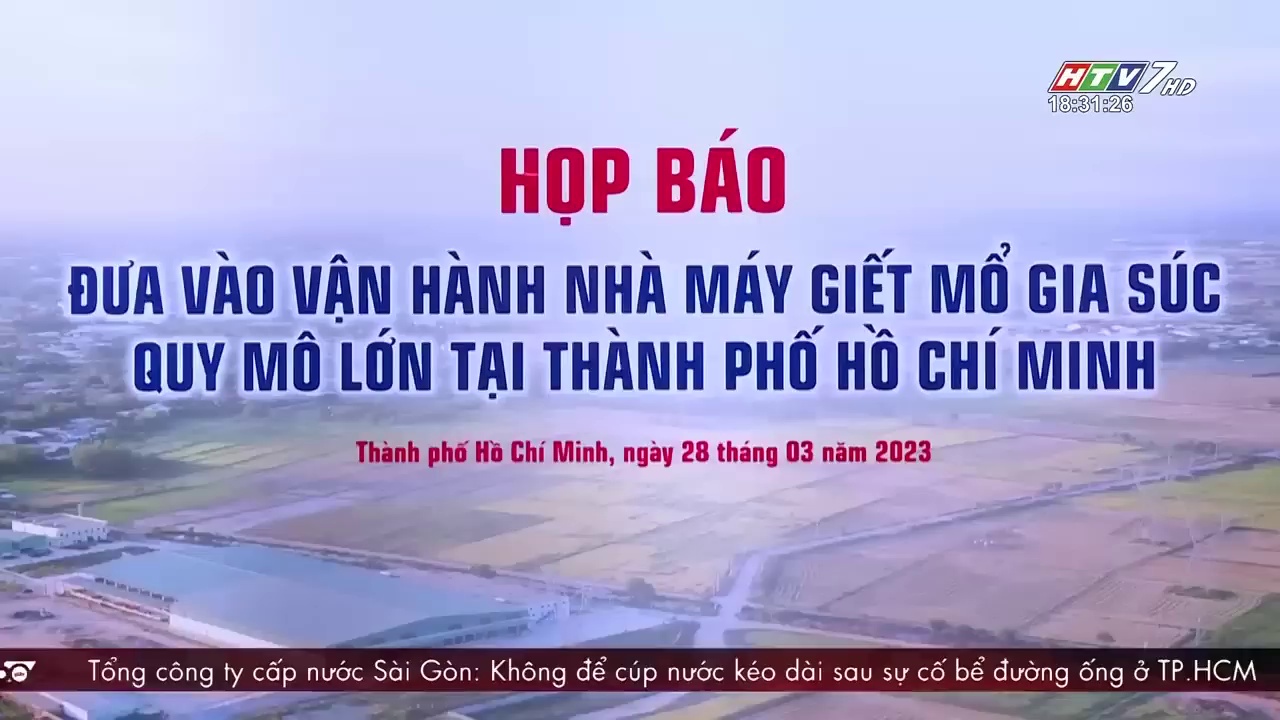 HTV7HD
18:31:26
HỌP BÁO
ĐƯA VÀO VẬN HÀNH NHÀ MÁY GIẾT MỔ GIA SÚC
QUY MÔ LỚN TẠI THÀNH PHỐ HỒ CHÍ MINH
Thành phố Hồ Chí Minh, ngày 28 tháng 03 năm 2023
Tổng công ty cấp nước Sài Gòn: Không để cúp nước kéo dài sau sự cố bể đường ống ở TP.HCM